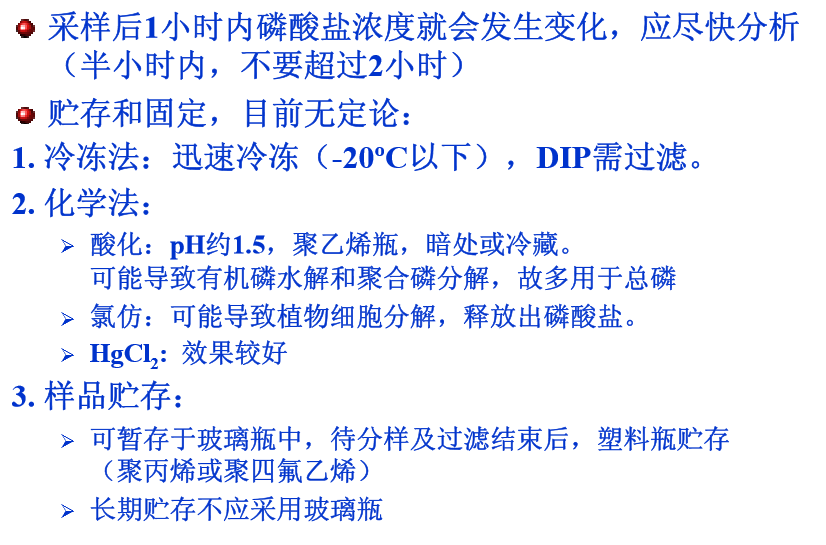 采样后1小时内磷酸盐浓度就会发生变化，应尽快分析
（半小时内，不要超过2小时）
贮存和固定，目前无定论：
1. 冷冻法：迅速冷冻（-20ºC以下），DIP需过滤。
2. 化学法：
酸化：pH约1.5，聚乙烯瓶，暗处或冷藏。
可能导致有机磷水解和聚合磷分解，故多用于总磷
氯仿：可能导致植物细胞分解，释放出磷酸盐。
HgCl₂：效果较好
3. 样品贮存：
可暂存于玻璃瓶中，待分样及过滤结束后，塑料瓶贮存
（聚丙烯或聚四氟乙烯）
长期贮存不应采用玻璃瓶